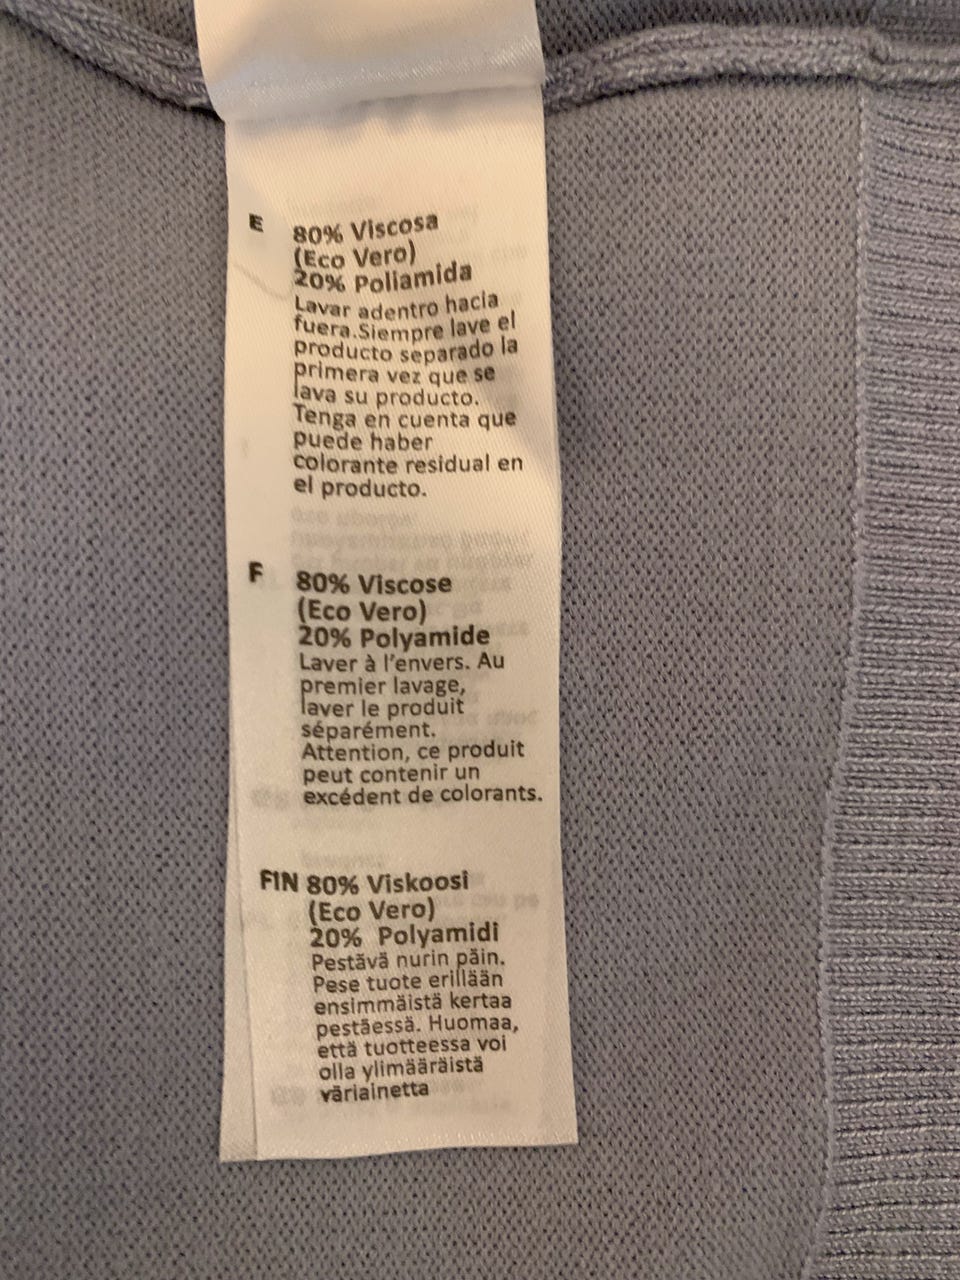 E 80% Viscosa
(Eco Vero)
20% Poliamida
Lavar adentro hacia
fuera.Siempre lave el
producto separado la
primera vez que se
lava su producto.
Tenga en cuenta que
puede haber
colorante residual en
el producto.
F 80% Viscose
(Eco Vero)
20% Polyamide
Laver à l'envers. Au
premier lavage,
laver le produit
séparément.
Attention, ce produit
peut contenir un
excédent de colorants.
FIN 80% Viskoosi
(Eco Vero)
20% Polyamidi
Pestävä nurin päin.
Pese tuote erillään
ensimmäistä kertaa
pestäessä. Huomaa,
että tuotteessa voi
olla ylimääräistä
väriainetta